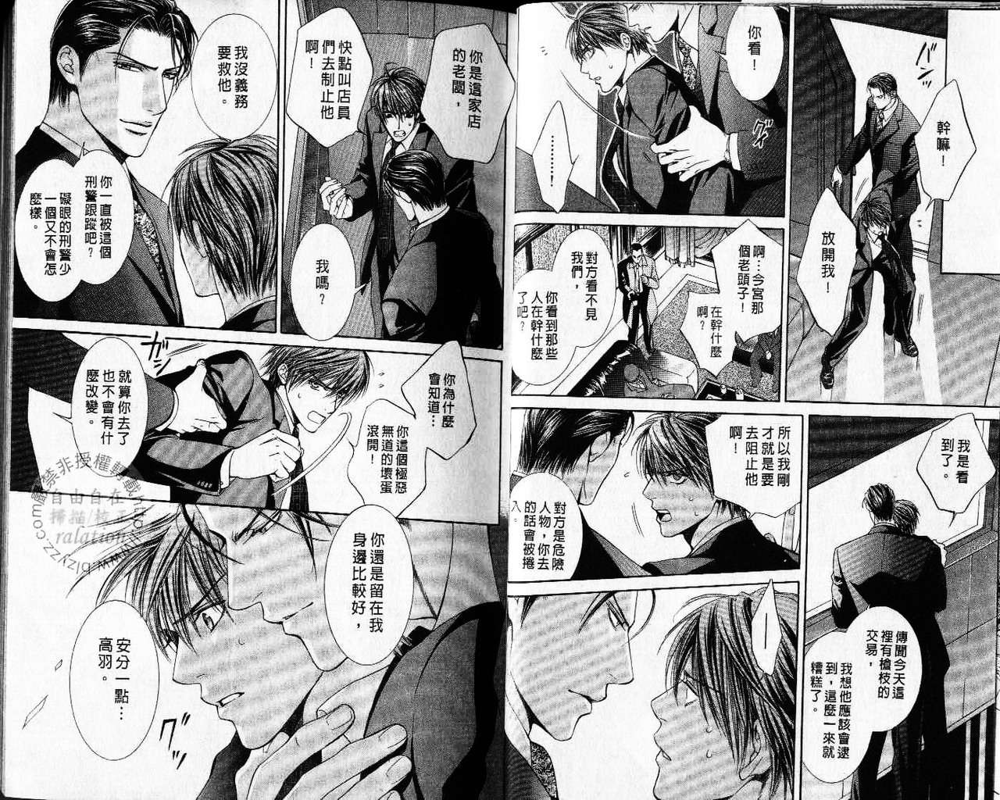 幹嘛！
放開我！
バン
你看！
………！
グイ
啊…今宮那
個老頭子！
在幹什麼
啊？
對方看不見
我們，
你看到那些
人在幹什麼
了吧？
我是看
到了。
所以我剛
才就是要
去阻止他
啊！
對方是危險
人物，你去
的話會被捲
入。
傳聞今天這
裡有槍枝的
交易，
我想他應該會逮
到，這麼一來就
糟糕了。
你是這家店
的老闆，
快點叫店員
們去制止他
啊！
我嗎？
我沒義務
要救他。
你一直被這個
刑警跟蹤吧？
礙眼的刑警少
一個又不會怎
麼樣。
你為什麼
會知道…
你這個極惡
無道的壞蛋
滾開！
ガシッ
就算你去了
也不會有什
麼改變。
你還是留在我
身邊比較好，
安分一點…
高羽。
グッ
禁非授權轉載
自由自在
掃描/校正
ralation
www.bizyzz.com